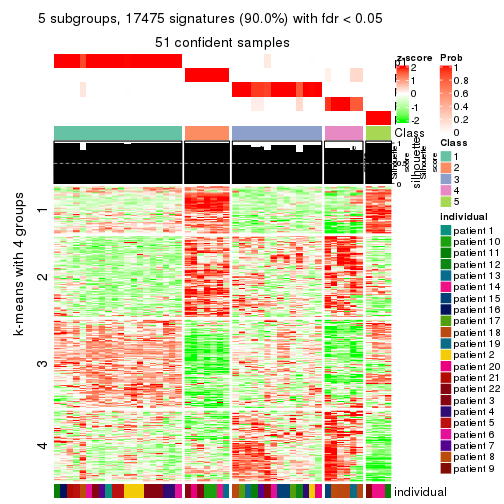 5 subgroups, 17475 signatures (90.0%) with fdr < 0.05
51 confident samples
z-score
2
1
0
-1
-2
Prob
1
0.8
0.6
0.4
0.2
0
Class
silhouette
score
1
0
Class
1
2
3
4
5
k-means with 4 groups
1
2
3
4
individual
patient 1
patient 10
patient 11
patient 12
patient 13
patient 14
patient 15
patient 16
patient 17
patient 18
patient 19
patient 2
patient 20
patient 21
patient 22
patient 3
patient 4
patient 5
patient 6
patient 7
patient 8
patient 9
individual